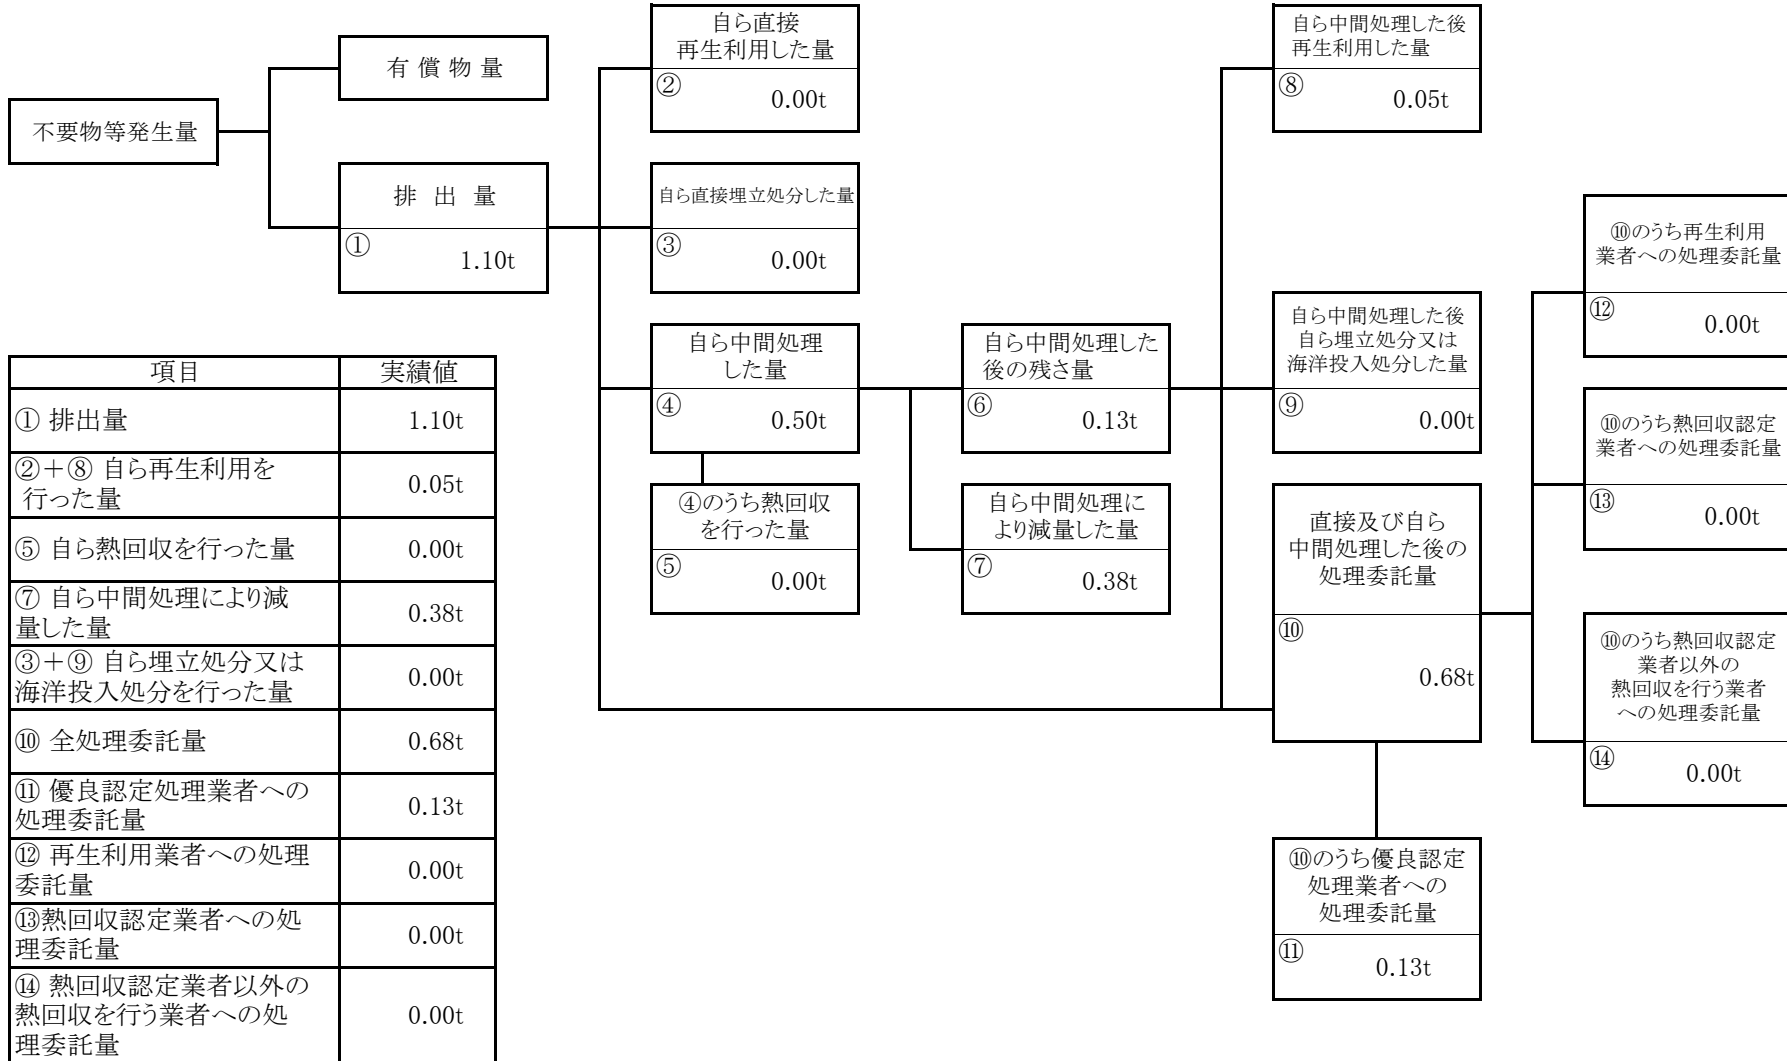 不要物等発生量
有 償 物 量
排 出 量
①
1.10t
自ら直接
再生利用した量
②
0.00t
自ら直接埋立処分した量
③
0.00t
自ら中間処理
した量
④
0.50t
④のうち熱回収
を行った量
⑤
0.00t
自ら中間処理した
後の残さ量
⑥
0.13t
自ら中間処理に
より減量した量
⑦
0.38t
自ら中間処理した後
再生利用した量
⑧
0.05t
自ら中間処理した後
自ら埋立処分又は
海洋投入処分した量
⑨
0.00t
直接及び自ら
中間処理した後の
処理委託量
⑩
0.68t
⑩のうち優良認定
処理業者への
処理委託量
⑪
0.13t
⑩のうち再生利用
業者への処理委託量
⑫
0.00t
⑩のうち熱回収認定
業者への処理委託量
⑬
0.00t
⑩のうち熱回収認定
業者以外の
熱回収を行う業者
への処理委託量
⑭
0.00t
項目 実績値
① 排出量 1.10t
②+⑧ 自ら再生利用を
行った量
0.05t
⑤ 自ら熱回収を行った量 0.00t
⑦ 自ら中間処理により減
量した量
0.38t
③+⑨ 自ら埋立処分又は
海洋投入処分を行った量
0.00t
⑩ 全処理委託量 0.68t
⑪ 優良認定処理業者への
処理委託量
0.13t
⑫ 再生利用業者への処理
委託量
0.00t
⑬熱回収認定業者への処
理委託量
0.00t
⑭ 熱回収認定業者以外の
熱回収を行う業者への処
理委託量
0.00t